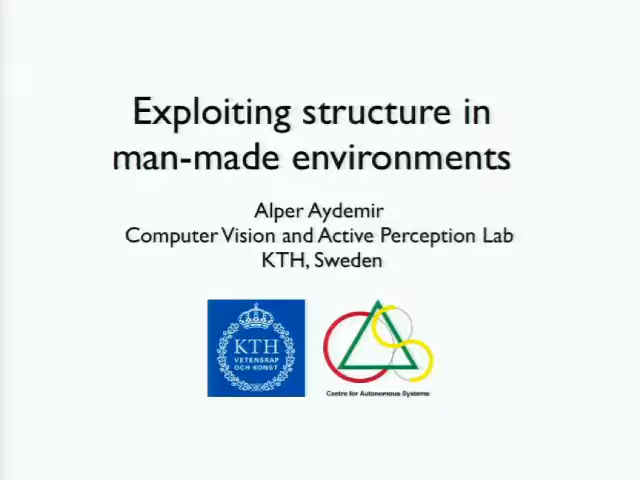 Exploiting structure in
man-made environments
Alper Aydemir
Computer Vision and Active Perception Lab
KTH, Sweden
KTH
VETENSKAP
OCH KONST
Centre for Autonomous Systems